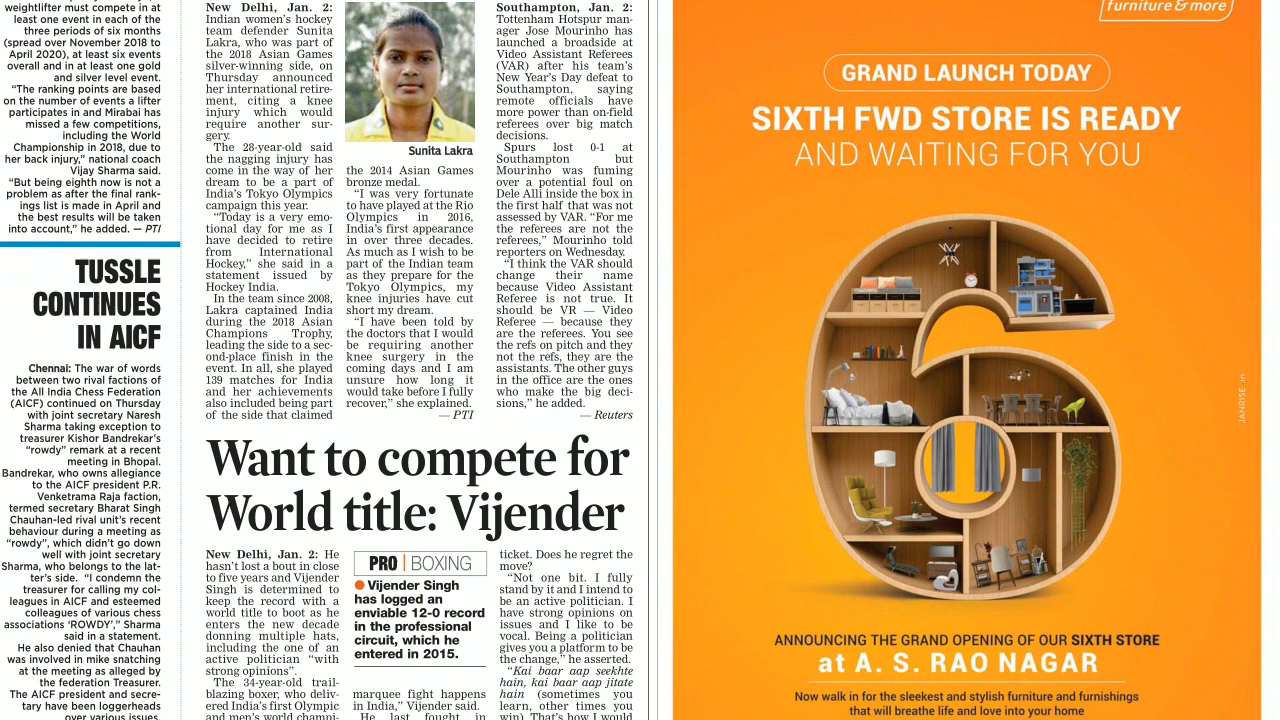 weightlifter must compete in at
least one event in each of the
three periods of six months
(spread over November 2018 to
April 2020), at least six events
overall and in at least one gold
and silver level event.
"The ranking points are based
on the number of events a lifter
participates in and Mirabai has
missed a few competitions,
including the World
Championship in 2018, due to
her back injury," national coach
Vijay Sharma said.
"But being eighth now is not a
problem as after the final rank-
ings list is made in April and
the best results will be taken
into account," he added. — PTI
TUSSLE
CONTINUES
IN AICF
Chennai: The war of words
between two rival factions of
the All India Chess Federation
(AICF) continued on Thursday
with joint secretary Naresh
Sharma taking exception to
treasurer Kishor Bandrekar's
"rowdy" remark at a recent
meeting in Bhopal.
Bandrekar, who owns allegiance
to the AICF president P.R.
Venketrama Raja faction,
termed secretary Bharat Singh
Chauhan-led rival unit's recent
behaviour during a meeting as
"rowdy", which didn't go down
well with joint secretary
Sharma, who belongs to the lat-
ter's side. "I condemn the
treasurer for calling my col-
leagues in AICF and esteemed
colleagues of various chess
associations 'ROWDY'," Sharma
said in a statement.
He also denied that Chauhan
was involved in mike snatching
at the meeting as alleged by
the federation Treasurer.
The AICF president and secre-
tary have been loggerheads
over various issues.
New Delhi, Jan. 2:
Indian women's hockey
team defender Sunita
Lakra, who was part of
the 2018 Asian Games
silver-winning side, on
Thursday announced
her international retire-
ment, citing a knee
injury which would
require another sur-
gery.
The 28-year-old said
the nagging injury has
come in the way of her
dream to be a part of
India's Tokyo Olympics
campaign this year.
"Today is a very emo-
tional day for me as I
have decided to retire
from International
Hockey," she said in a
statement issued by
Hockey India.
In the team since 2008,
Lakra captained India
during the 2018 Asian
Champions Trophy,
leading the side to a sec-
ond-place finish in the
event. In all, she played
139 matches for India
and her achievements
also included being part
of the side that claimed
Sunita Lakra
the 2014 Asian Games
bronze medal.
"I was very fortunate
to have played at the Rio
Olympics in 2016,
India's first appearance
in over three decades.
As much as I wish to be
part of the Indian team
as they prepare for the
Tokyo Olympics, my
knee injuries have cut
short my dream.
"I have been told by
the doctors that I would
be requiring another
knee surgery in the
coming days and I am
unsure how long it
would take before I fully
recover," she explained.
— PTI
Southampton, Jan. 2:
Tottenham Hotspur man-
ager Jose Mourinho has
launched a broadside at
Video Assistant Referees
(VAR) after his team's
New Year's Day defeat to
Southampton, saying
remote officials have
more power than on-field
referees over big match
decisions.
Spurs lost 0-1 at
Southampton but
Mourinho was fuming
over a potential foul on
Dele Alli inside the box in
the first half that was not
assessed by VAR. "For me
the referees are not the
referees," Mourinho told
reporters on Wednesday.
"I think the VAR should
change their name
because Video Assistant
Referee is not true. It
should be VR — Video
Referee — because they
are the referees. You see
the refs on pitch and they
not the refs, they are the
assistants. The other guys
in the office are the ones
who make the big deci-
sions," he added.
— Reuters
Want to compete for
World title: Vijender
New Delhi, Jan. 2: He
hasn't lost a bout in close
to five years and Vijender
Singh is determined to
keep the record with a
world title to boot as he
enters the new decade
donning multiple hats,
including the one of an
active politician "with
strong opinions".
The 34-year-old trail-
blazing boxer, who deliv-
ered India's first Olympic
and men's world champi-
PRO | BOXING
● Vijender Singh
has logged an
enviable 12-0 record
in the professional
circuit, which he
entered in 2015.
marquee fight happens
in India," Vijender said.
He last fought in
ticket. Does he regret the
move?
"Not one bit. I fully
stand by it and I intend to
be an active politician. I
have strong opinions on
issues and I like to be
vocal. Being a politician
gives you a platform to be
the change," he asserted.
"Kai baar aap seekhte
hain, kai baar aap jitate
hain (sometimes you
learn, other times you
win). That's how I would
furniture & more
GRAND LAUNCH TODAY
SIXTH FWD STORE IS READY
AND WAITING FOR YOU
JANRISE.in
ANNOUNCING THE GRAND OPENING OF OUR SIXTH STORE
at A. S. RAO NAGAR
Now walk in for the sleekest and stylish furniture and furnishings
that will breathe life and love into your home